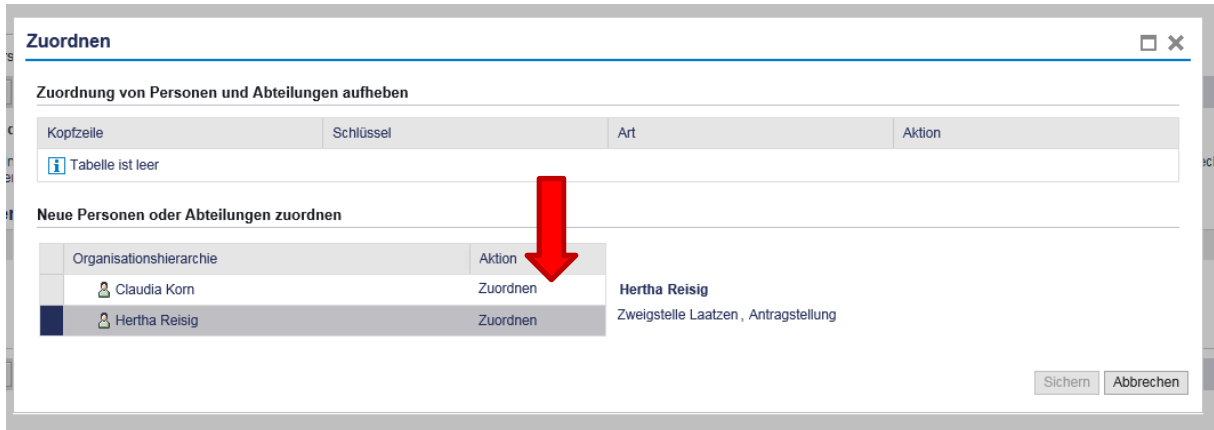 Zuordnen
Zuordnung von Personen und Abteilungen aufheben
Kopfzeile Schlüssel Art Aktion
Tabelle ist leer
Neue Personen oder Abteilungen zuordnen
Organisationshierarchie Aktion
Claudia Korn Zuordnen
Hertha Reisig
Hertha Reisig Zuordnen
Zweigstelle Laatzen , Antragstellung
Sichern Abbrechen